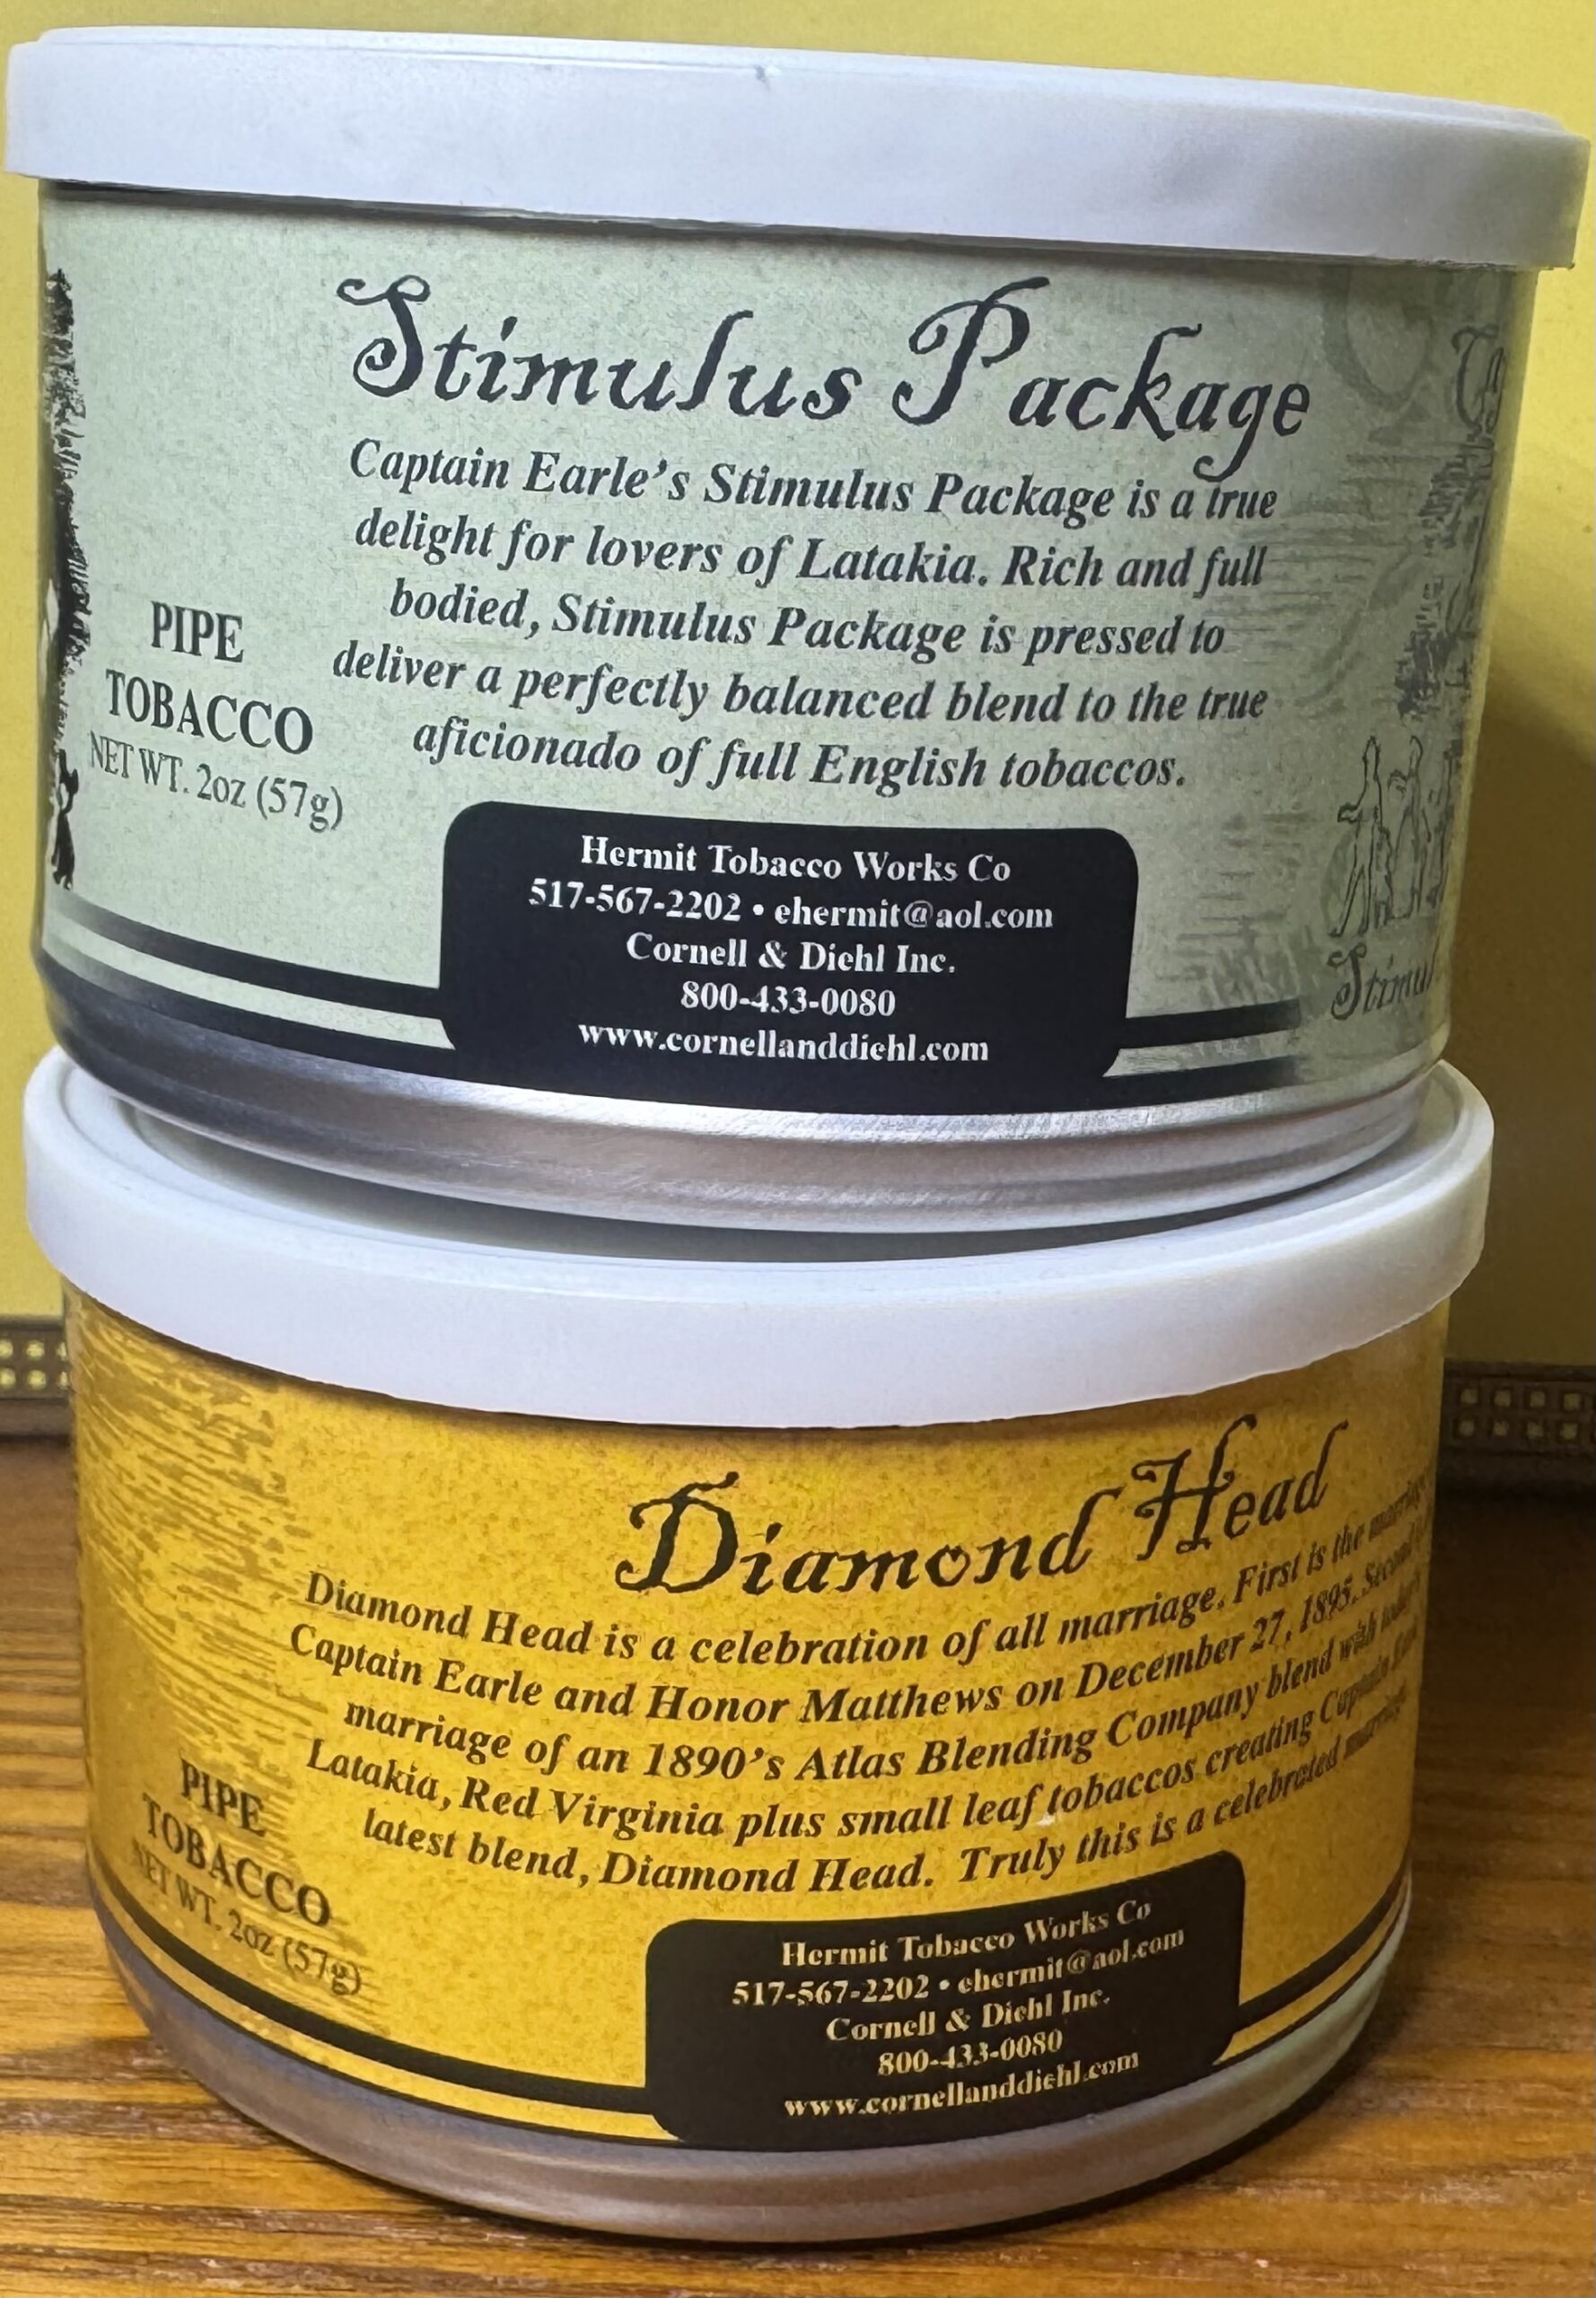 Stimulus Package
Captain Earle's Stimulus Package is a true
delight for lovers of Latakia. Rich and full
bodied, Stimulus Package is pressed to
deliver a perfectly balanced blend to the true
aficionado of full English tobaccos.
PIPE
TOBACCO
NET WT. 2oz (57g)
Hermit Tobacco Works Co
517-567-2202 • ehermit@aol.com
Cornell & Diehl Inc.
800-433-0080
www.cornellanddiehl.com
Stimul
Diamond Head
Diamond Head is a celebration of all marriage. First is the marriage
Captain Earle and Honor Matthews on December 27, 1895. Second
marriage of an 1890's Atlas Blending Company blend with
Latakia, Red Virginia plus small leaf tobaccos creating Captain
latest blend, Diamond Head. Truly this is a celebrated marriage
PIPE
TOBACCO
NET WT. 2oz (57g)
Hermit Tobacco Works Co
517-567-2202 • ehermit@aol.com
Cornell & Diehl Inc.
800-433-0080
www.cornellanddiehl.com